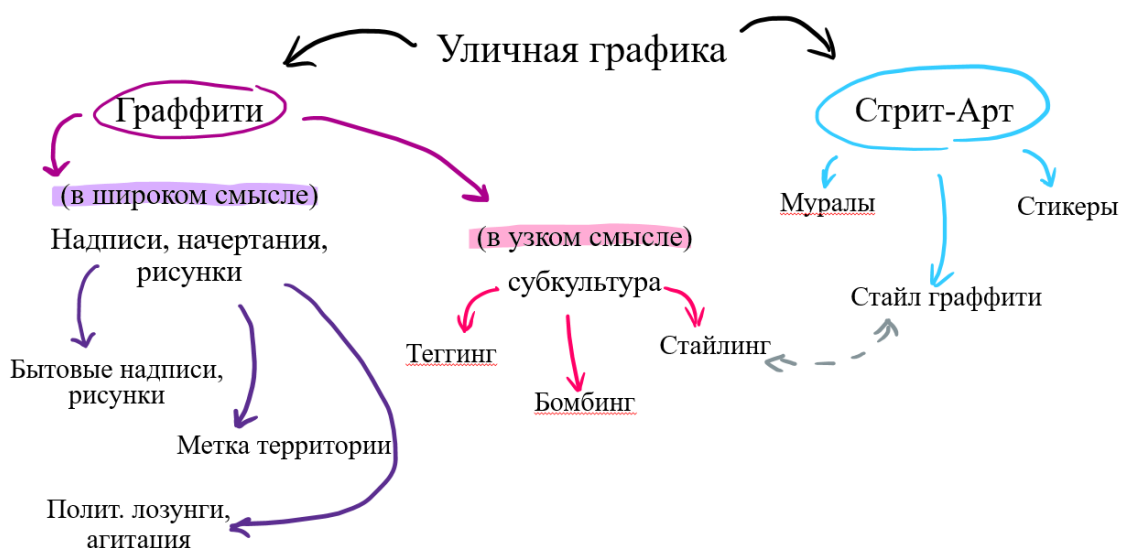 Уличная графика
Граффити
Стрит-Арт
(в широком смысле)
Надписи, начертания,
рисунки
(в узком смысле)
субкультура
Муралы
Стикеры
Стайл граффити
Теггинг
Стайлинг
Бомбинг
Бытовые надписи,
рисунки
Метка территории
Полит. лозунги,
агитация